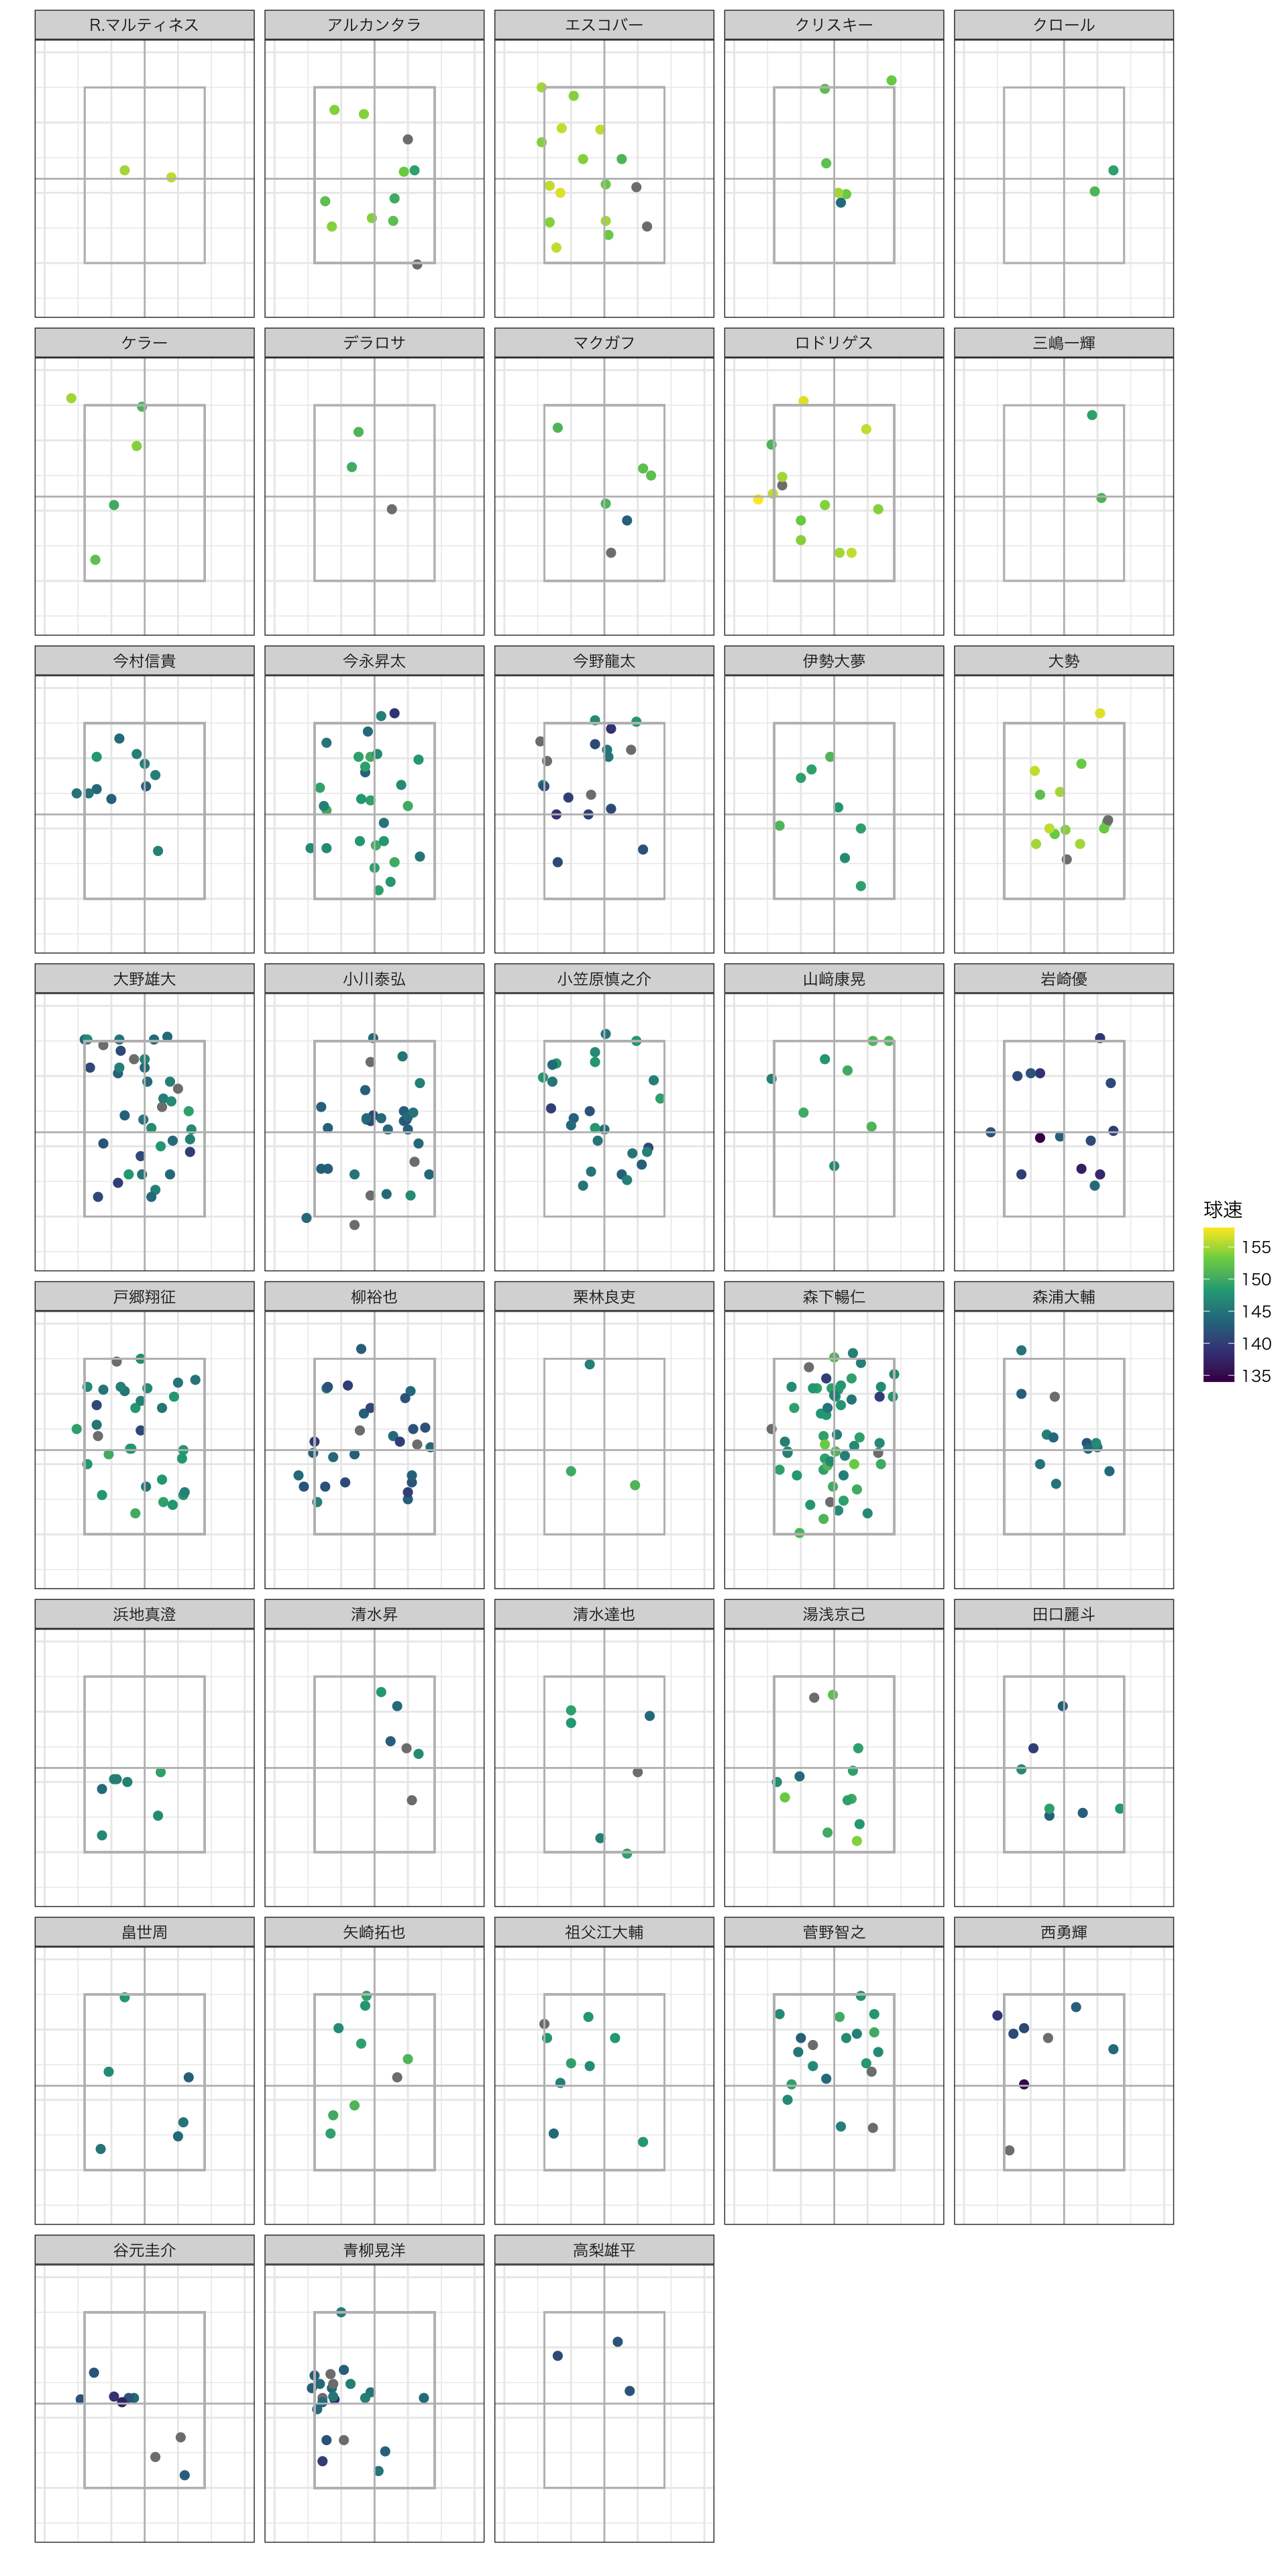 R.マルティネス
アルカンタラ
エスコバー
クリスキー
クロール
ケラー
デラロサ
マクガフ
ロドリゲス
三嶋一輝
今村信貴
今永昇太
今野龍太
伊勢大夢
大勢
大野雄大
小川泰弘
小笠原慎之介
山﨑康晃
岩崎優
球速
155
150
145
140
135
戸郷翔征
柳裕也
栗林良吏
森下暢仁
森浦大輔
浜地真澄
清水昇
清水達也
湯浅京己
田口麗斗
畠世周
矢崎拓也
祖父江大輔
菅野智之
西勇輝
谷元圭介
青柳晃洋
高梨雄平